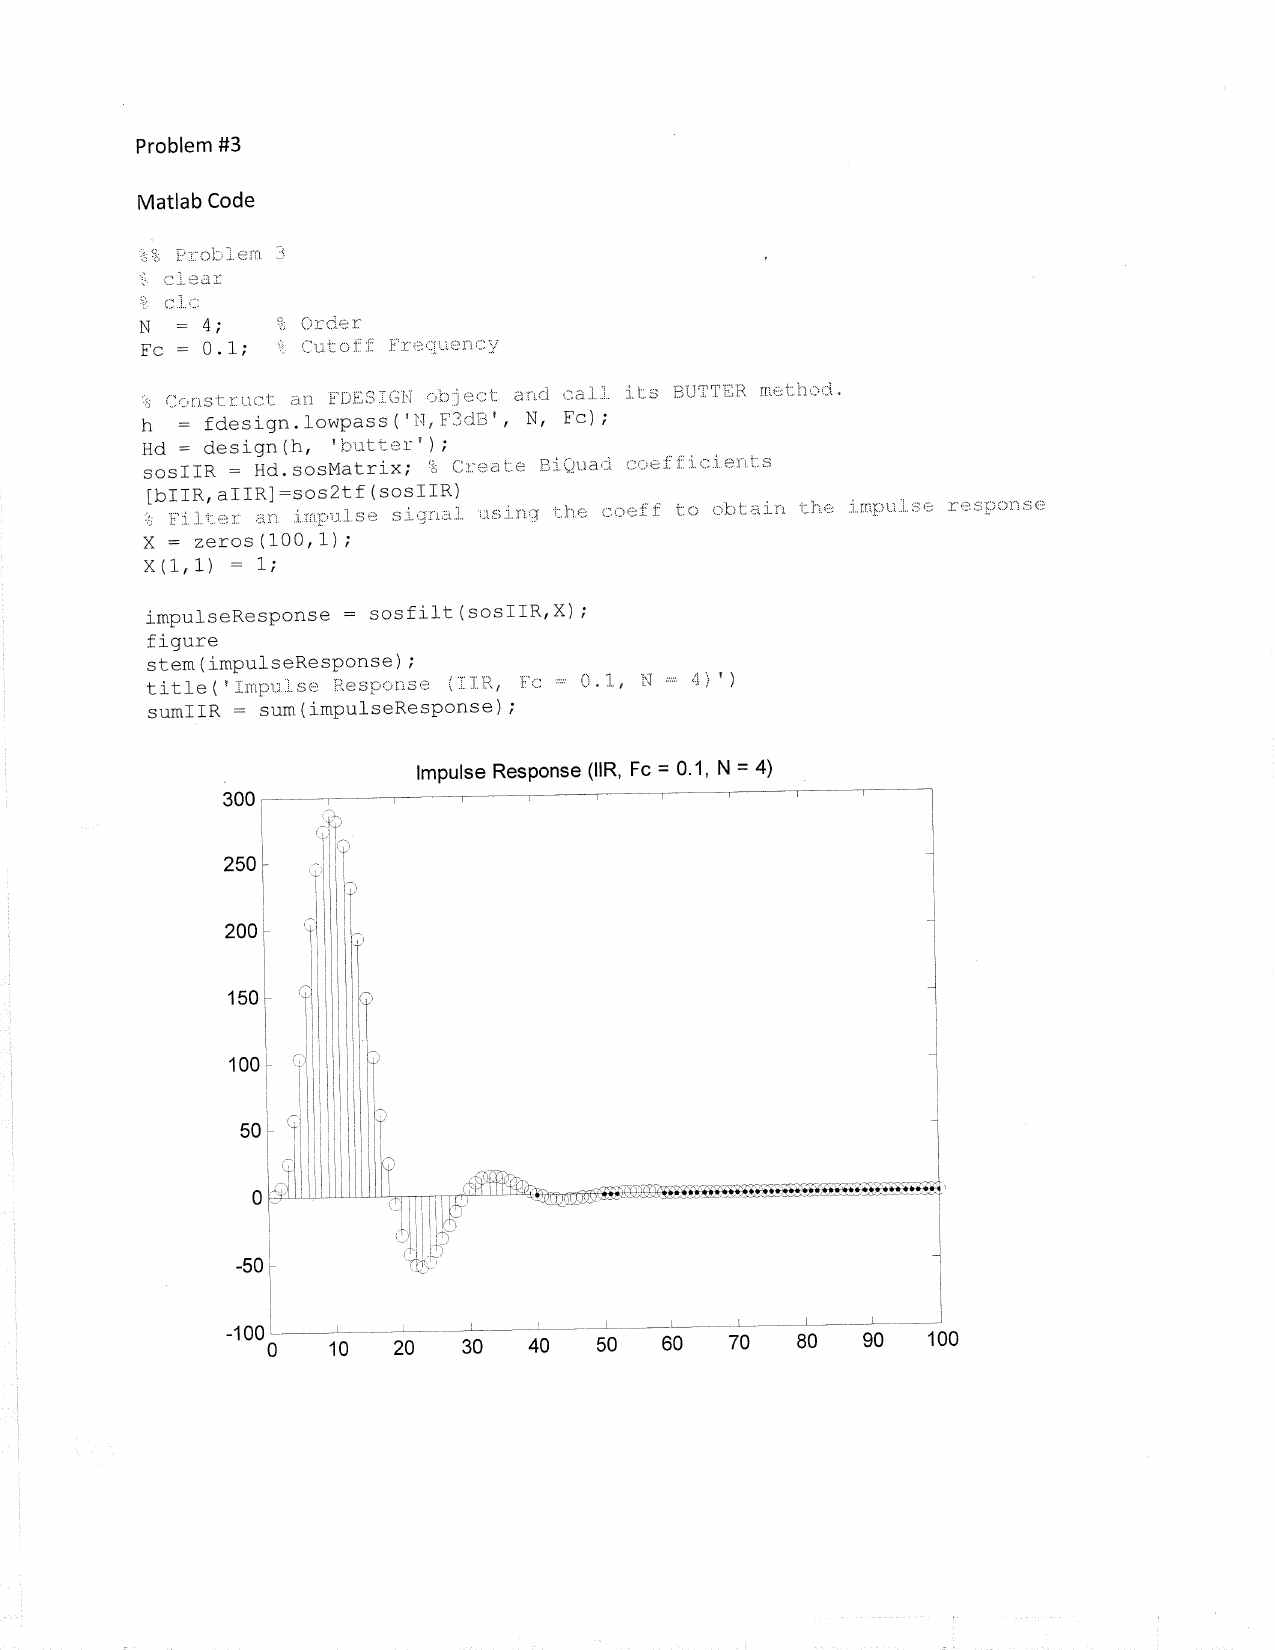 Problem #3
Matlab Code
%% Problem 3
% clear
% clc
N  = 4;    % Order
Fc = 0.1;  % Cutoff Frequency
% Construct an FDESIGN object and call its BUTTER method.
h  = fdesign.lowpass('N,F3dB', N, Fc);
Hd = design(h, 'butter');
sosIIR = Hd.sosMatrix; % Create BiQuad coefficients
[bIIR,aIIR]=sos2tf(sosIIR)
% Filter an impulse signal using the coeff to obtain the impulse response
X = zeros(100,1);
X(1,1) = 1;
impulseResponse = sosfilt(sosIIR,X);
figure
stem(impulseResponse);
title('Impulse Response (IIR, Fc = 0.1, N = 4)')
sumIIR = sum(impulseResponse);
Impulse Response (IIR, Fc = 0.1, N = 4)
300
250
200
150
100
50
0
-50
-100
0 10 20 30 40 50 60 70 80 90 100